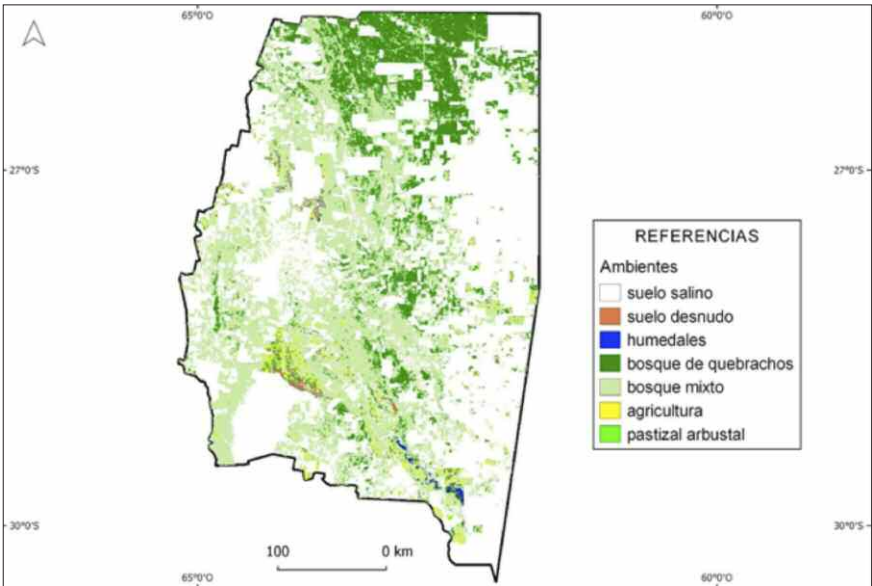 65°0'O 60°0'O
27°0'S 27°0'S
REFERENCIAS
Ambientes
suelo salino
suelo desnudo
humedales
bosque de quebrachos
bosque mixto
agricultura
pastizal arbustal
30°0'S 30°0'S
100 0 km
65°0'O 60°0'O